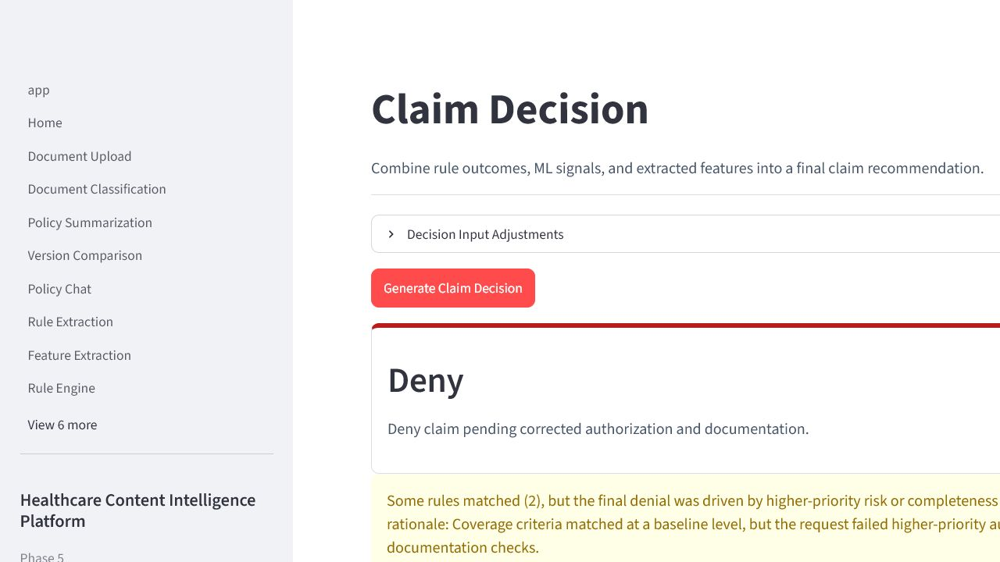 app
Home
Document Upload
Document Classification
Policy Summarization
Version Comparison
Policy Chat
Rule Extraction
Feature Extraction
Rule Engine
View 6 more
Healthcare Content Intelligence
Platform
Phase 5
Claim Decision
Combine rule outcomes, ML signals, and extracted features into a final claim recommendation.
Decision Input Adjustments
Generate Claim Decision
Deny
Deny claim pending corrected authorization and documentation.
Some rules matched (2), but the final denial was driven by higher-priority risk or completeness
rationale: Coverage criteria matched at a baseline level, but the request failed higher-priority
documentation checks.